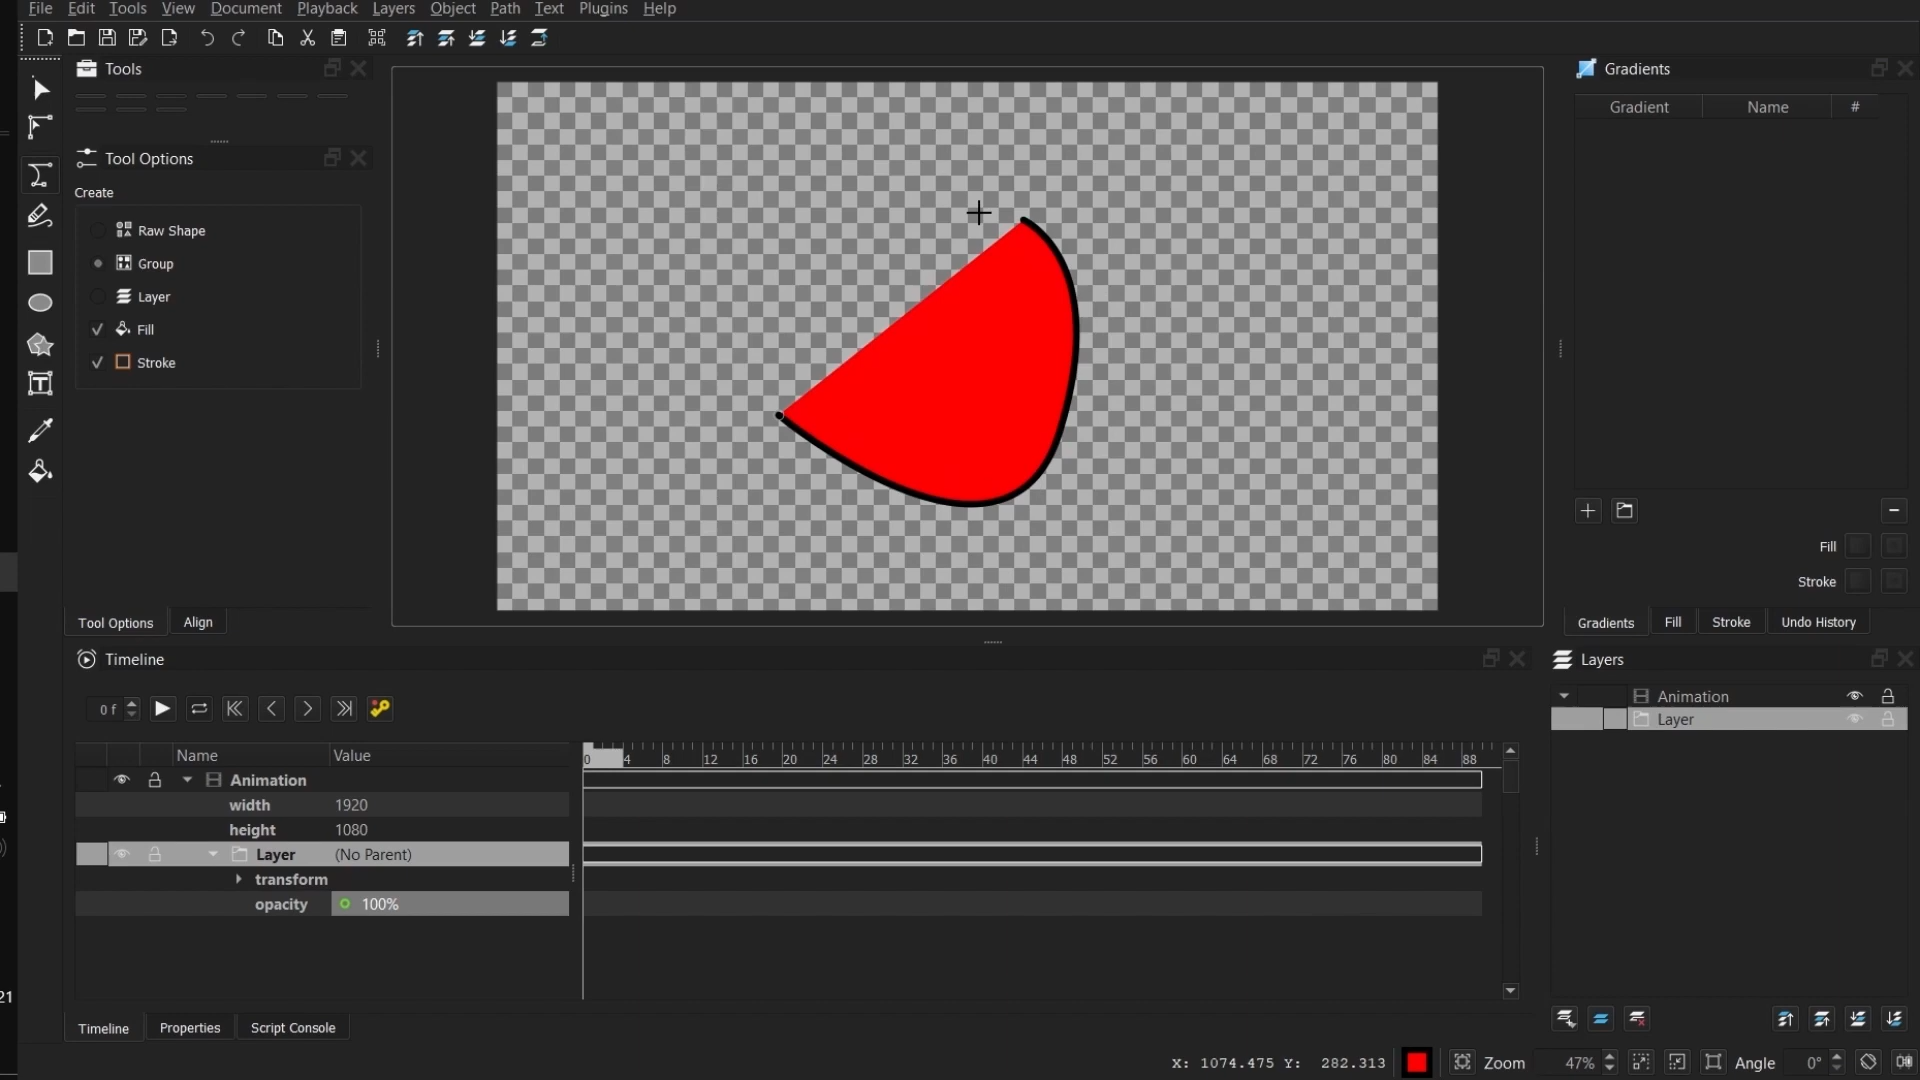 File Edit Tools View Document Playback Layers Object Path Text Plugins Help
Tools
Tool Options
Create
Raw Shape
Group
Layer
Fill
Stroke
Tool Options Align
Gradients
Gradient Name #
Fill
Stroke
Gradients Fill Stroke Undo History
Timeline
0 f
Name Value
0 4 8 12 16 20 24 28 32 36 40 44 48 52 56 60 64 68 72 76 80 84 88
Animation
width 1920
height 1080
Layer (No Parent)
transform
opacity 100%
Layers
Animation
Layer
21
Timeline Properties Script Console
X: 1074.475 Y: 282.313 Zoom 47% Angle 0°